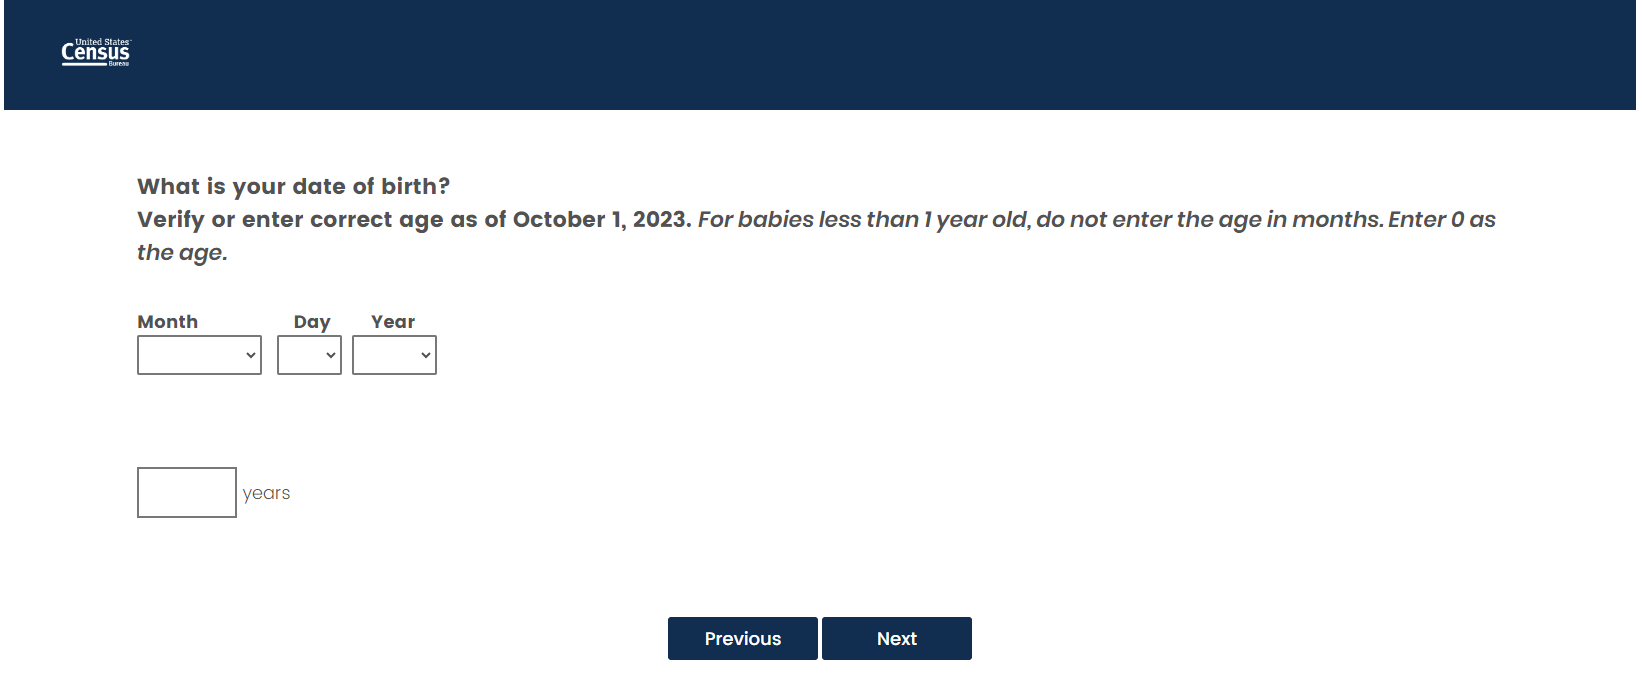 United States®
Census
Bureau
What is your date of birth?
Verify or enter correct age as of October 1, 2023. For babies less than 1 year old, do not enter the age in months. Enter 0 as
the age.
Month Day Year
years
Previous Next